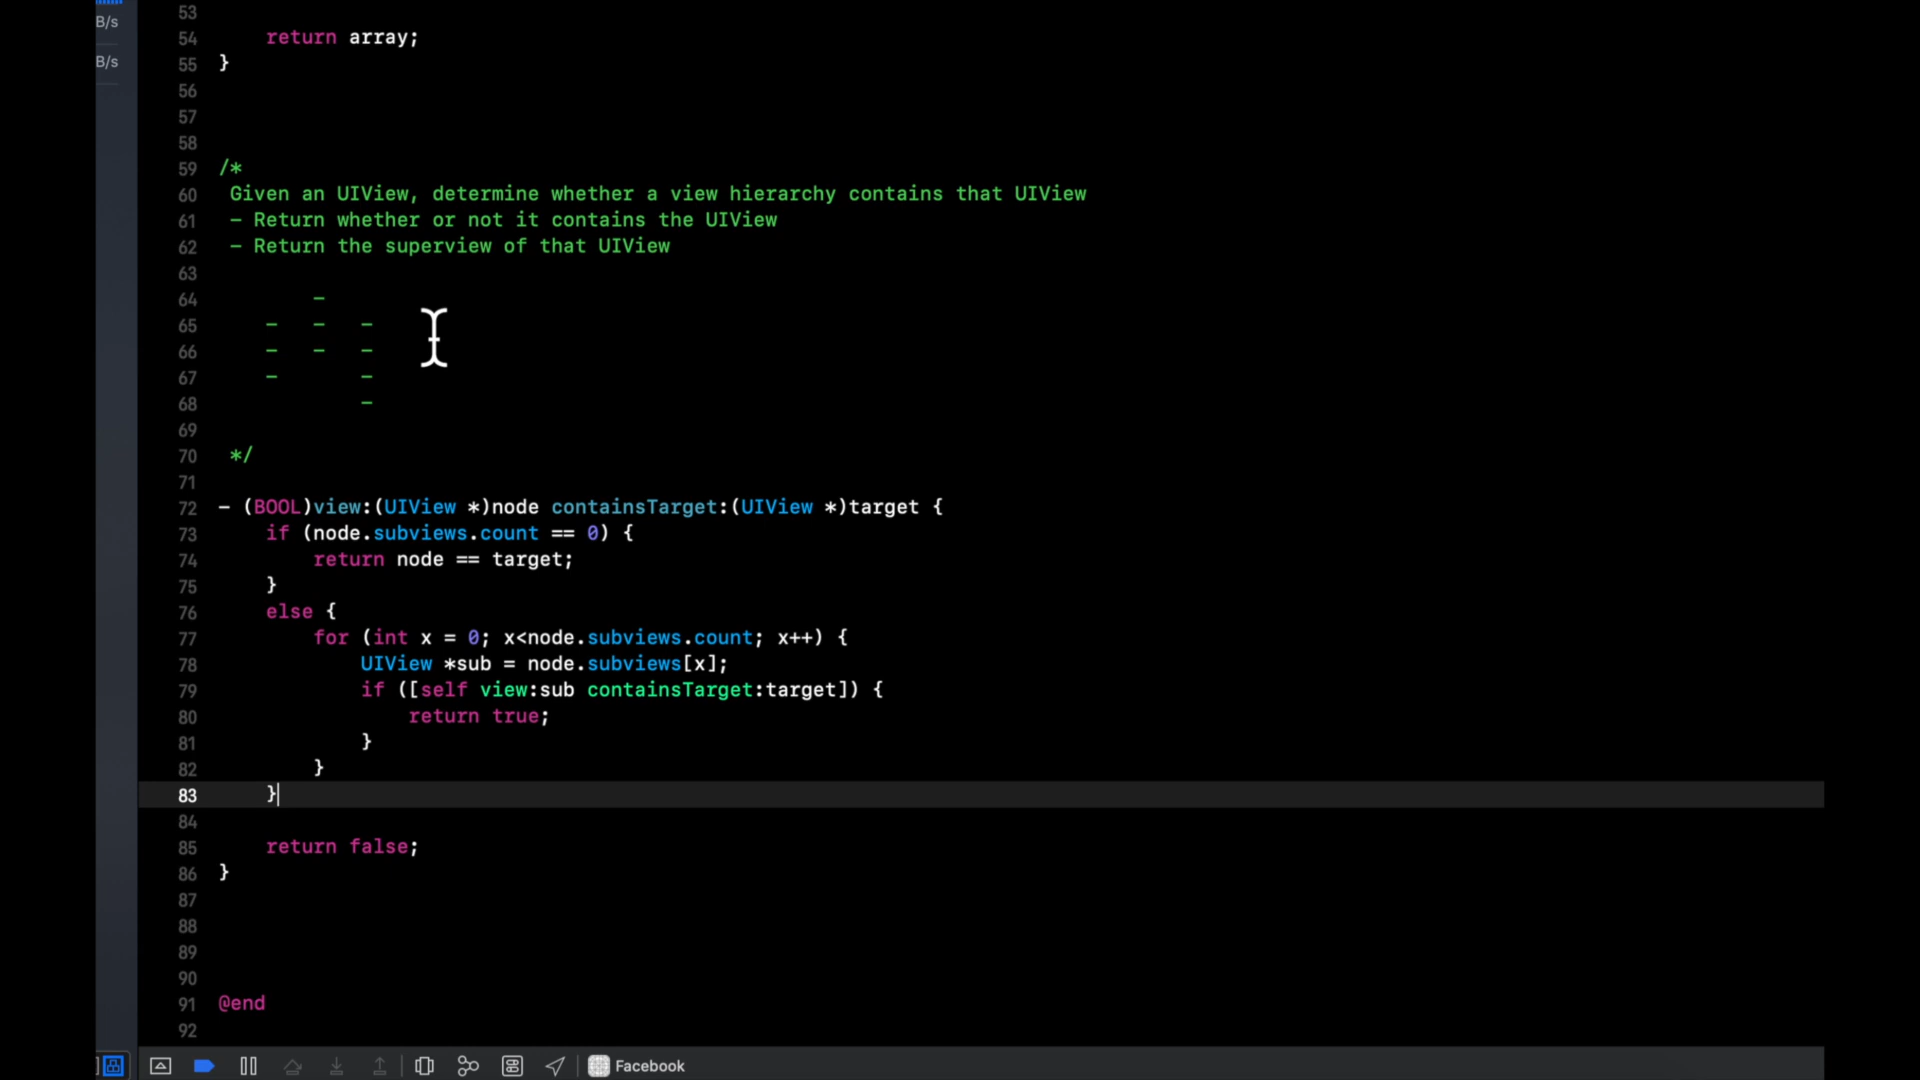 B/s
B/s
53
54 return array;
55 }
56
57
58
59 /*
60 Given an UIView, determine whether a view hierarchy contains that UIView
61 - Return whether or not it contains the UIView
62 - Return the superview of that UIView
63
64 -
65 - - -
66 - - -
67 - -
68 -
69
70 */
71
72 - (BOOL)view:(UIView *)node containsTarget:(UIView *)target {
73 if (node.subviews.count == 0) {
74 return node == target;
75 }
76 else {
77 for (int x = 0; x<node.subviews.count; x++) {
78 UIView *sub = node.subviews[x];
79 if ([self view:sub containsTarget:target]) {
80 return true;
81 }
82 }
83 }
84
85 return false;
86 }
87
88
89
90
91 @end
92
Facebook